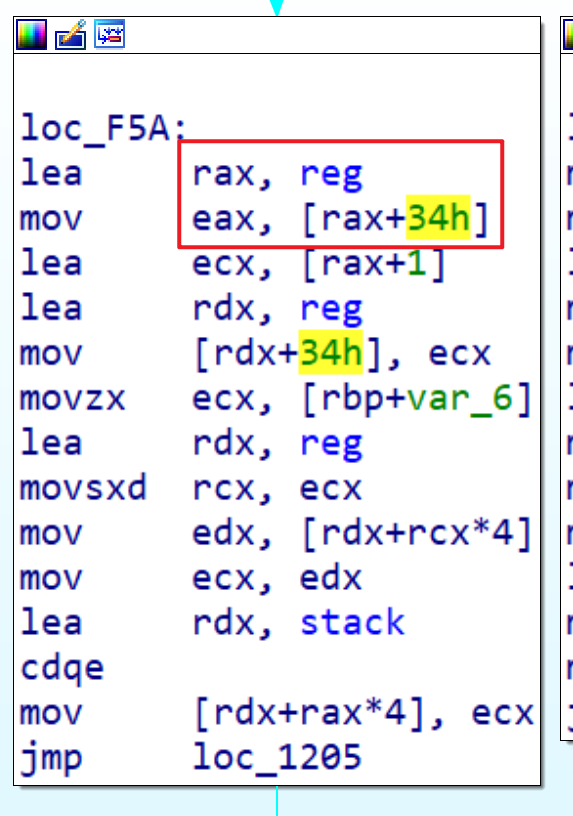 loc_F5A:
lea rax, reg
mov eax, [rax+34h]
lea ecx, [rax+1]
lea rdx, reg
mov [rdx+34h], ecx
movzx ecx, [rbp+var_6]
lea rdx, reg
movsxd rcx, ecx
mov edx, [rdx+rcx*4]
mov ecx, edx
lea rdx, stack
cdqe
mov [rdx+rax*4], ecx
jmp loc_1205